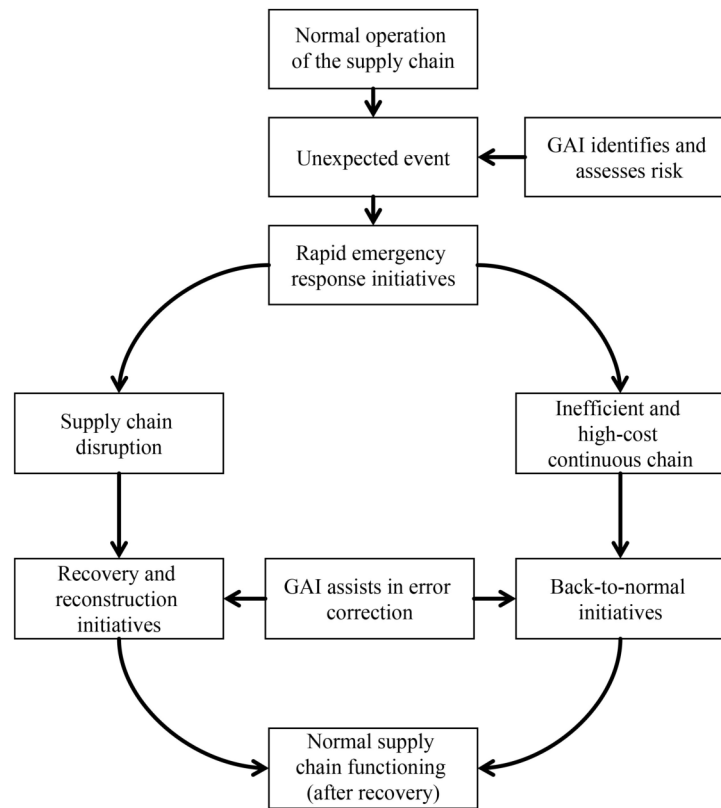 Normal operation
of the supply chain
Unexpected event
GAI identifies and
assesses risk
Rapid emergency
response initiatives
Supply chain
disruption
Inefficient and
high-cost
continuous chain
Recovery and
reconstruction
initiatives
GAI assists in error
correction
Back-to-normal
initiatives
Normal supply
chain functioning
(after recovery)